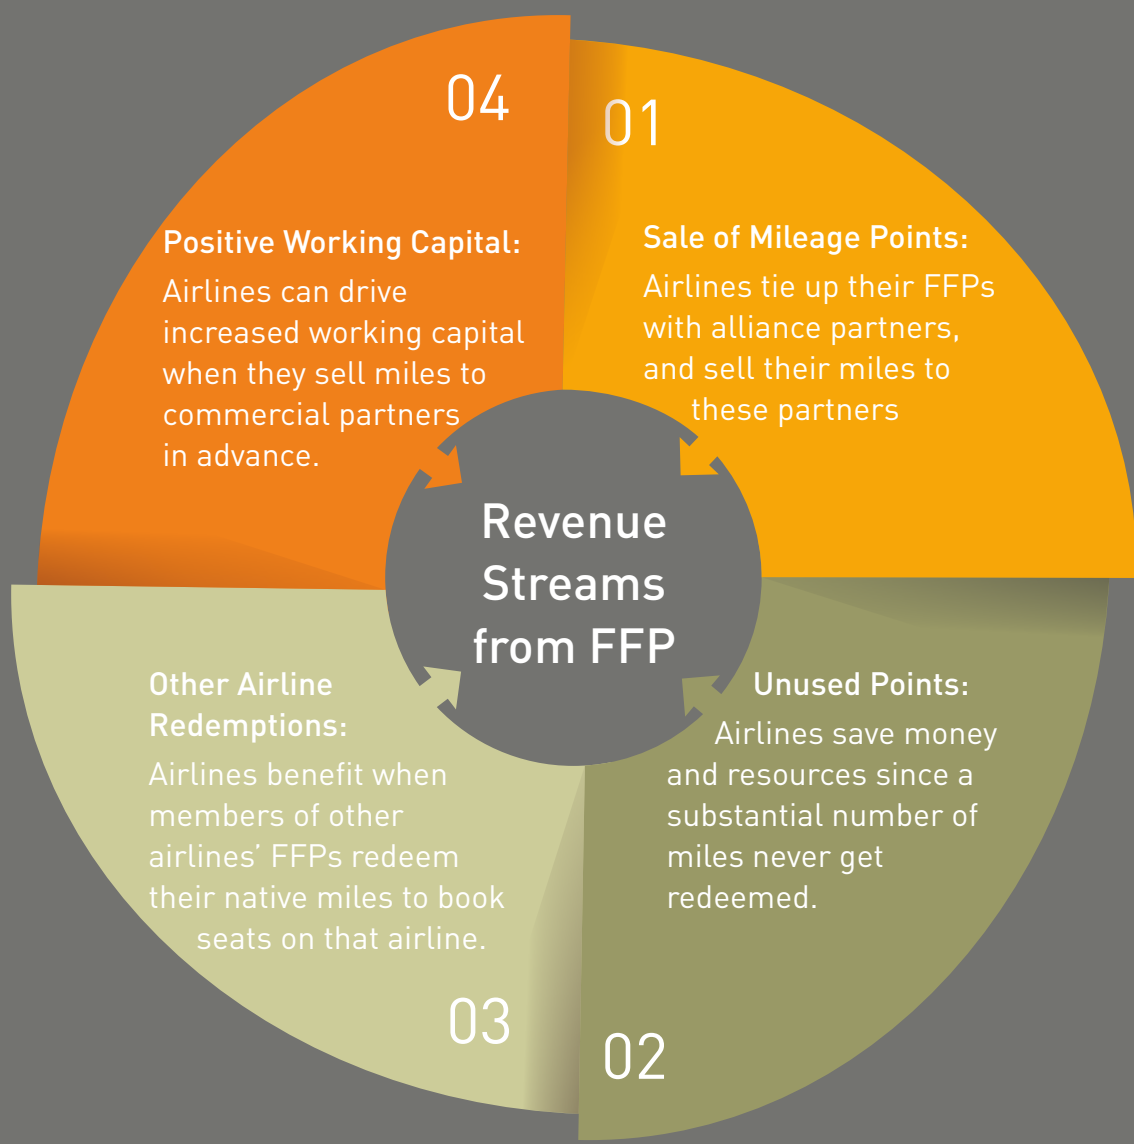 04
Positive Working Capital:
Airlines can drive
increased working capital
when they sell miles to
commercial partners
in advance.
01
Sale of Mileage Points:
Airlines tie up their FFPs
with alliance partners,
and sell their miles to
these partners
Revenue
Streams
from FFP
Other Airline
Redemptions:
Airlines benefit when
members of other
airlines’ FFPs redeem
their native miles to book
seats on that airline.
03
Unused Points:
Airlines save money
and resources since a
substantial number of
miles never get
redeemed.
02